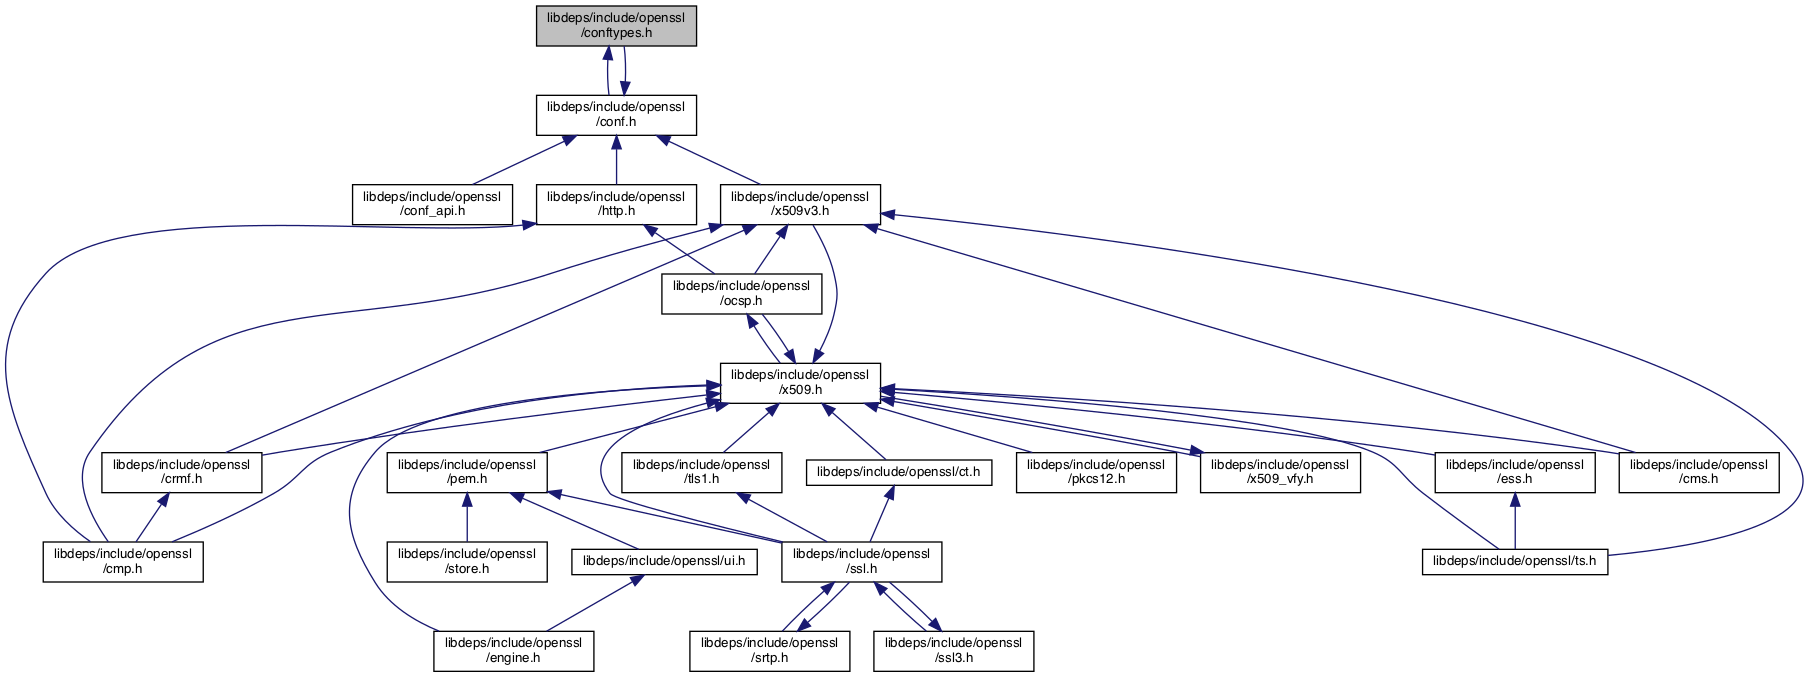 libdeps/include/openssl
/conftypes.h
libdeps/include/openssl
/conf.h
libdeps/include/openssl
/conf_api.h
libdeps/include/openssl
/http.h
libdeps/include/openssl
/x509v3.h
libdeps/include/openssl
/ocsp.h
libdeps/include/openssl
/x509.h
libdeps/include/openssl
/crmf.h
libdeps/include/openssl
/pem.h
libdeps/include/openssl
/tls1.h
libdeps/include/openssl/ct.h
libdeps/include/openssl
/pkcs12.h
libdeps/include/openssl
/x509_vfy.h
libdeps/include/openssl
/ess.h
libdeps/include/openssl
/cms.h
libdeps/include/openssl
/cmp.h
libdeps/include/openssl
/store.h
libdeps/include/openssl/ui.h
libdeps/include/openssl
/ssl.h
libdeps/include/openssl/ts.h
libdeps/include/openssl
/engine.h
libdeps/include/openssl
/srtp.h
libdeps/include/openssl
/ssl3.h